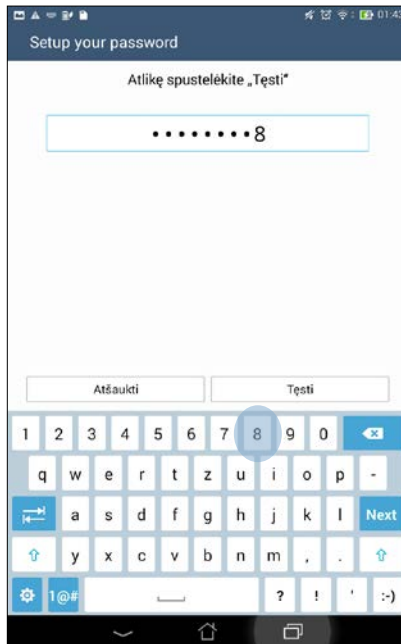 01:43
Setup your password
Atlikę spustelėkite „Tęsti“
••••••••8
Atšaukti Tęsti
1 2 3 4 5 6 7 8 9 0
q w e r t z u i o p -
a s d f g h j k l Next
y x c v b n m , .
1@# ? ! ' :-)